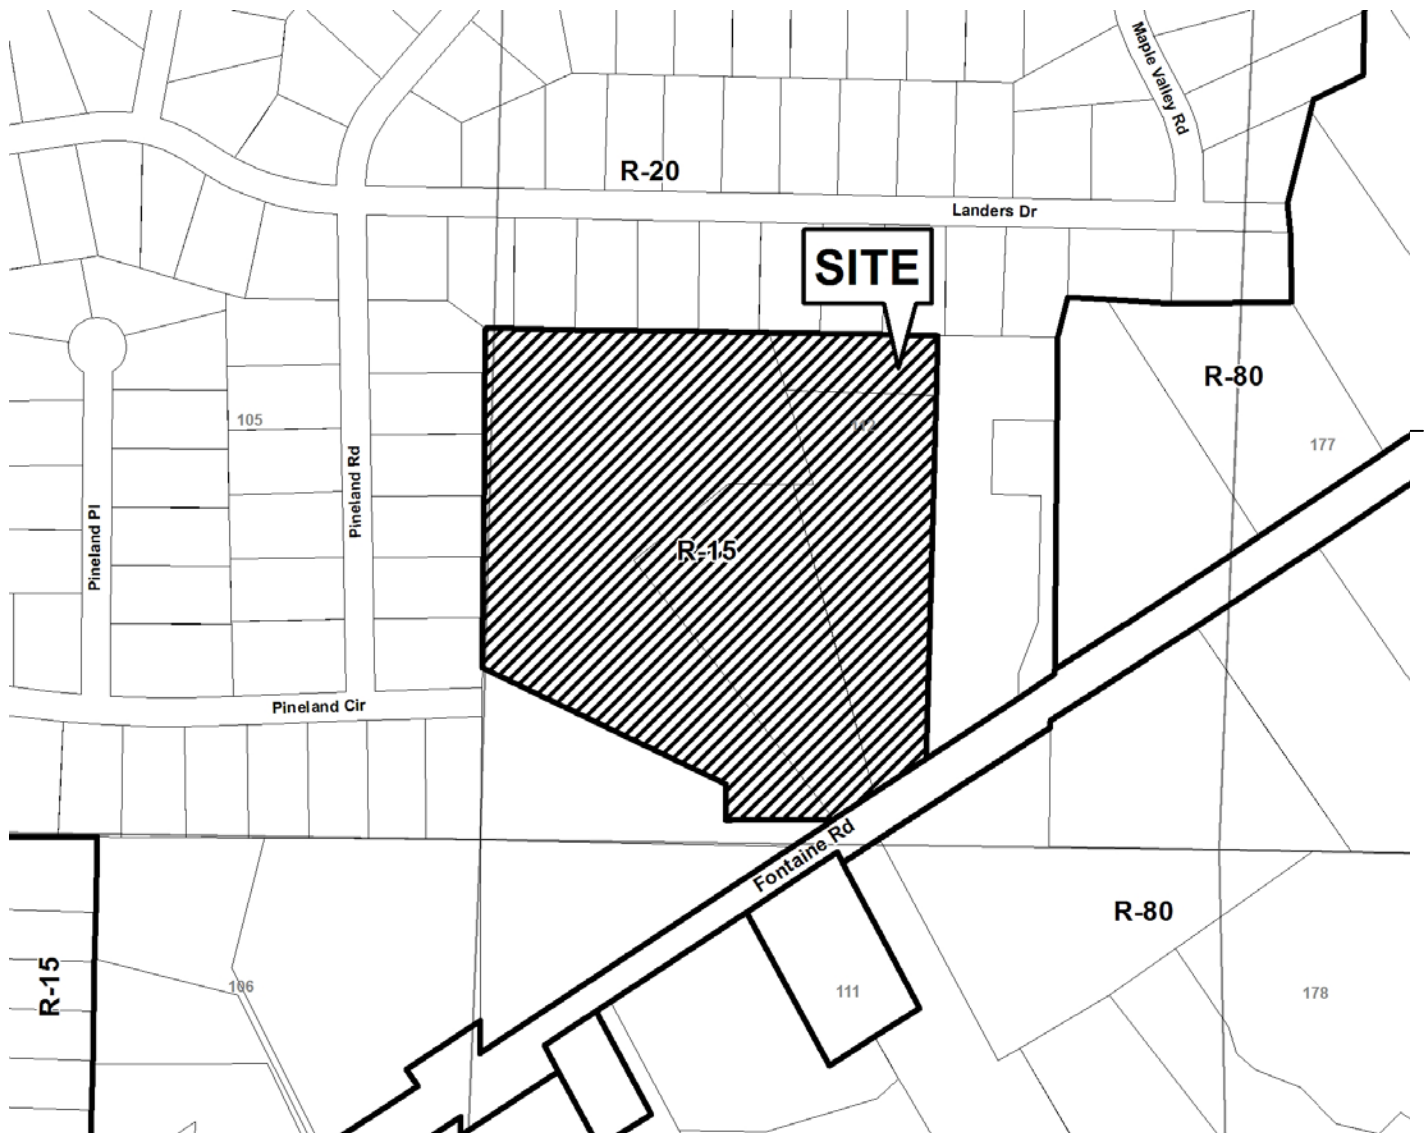 Maple Valley Rd
R-20
Landers Dr
SITE
R-80
105
112
177
Pineland Rd
Pineland Pl
R-15
Pineland Cir
Fontaine Rd
R-80
R-15
106
111
178